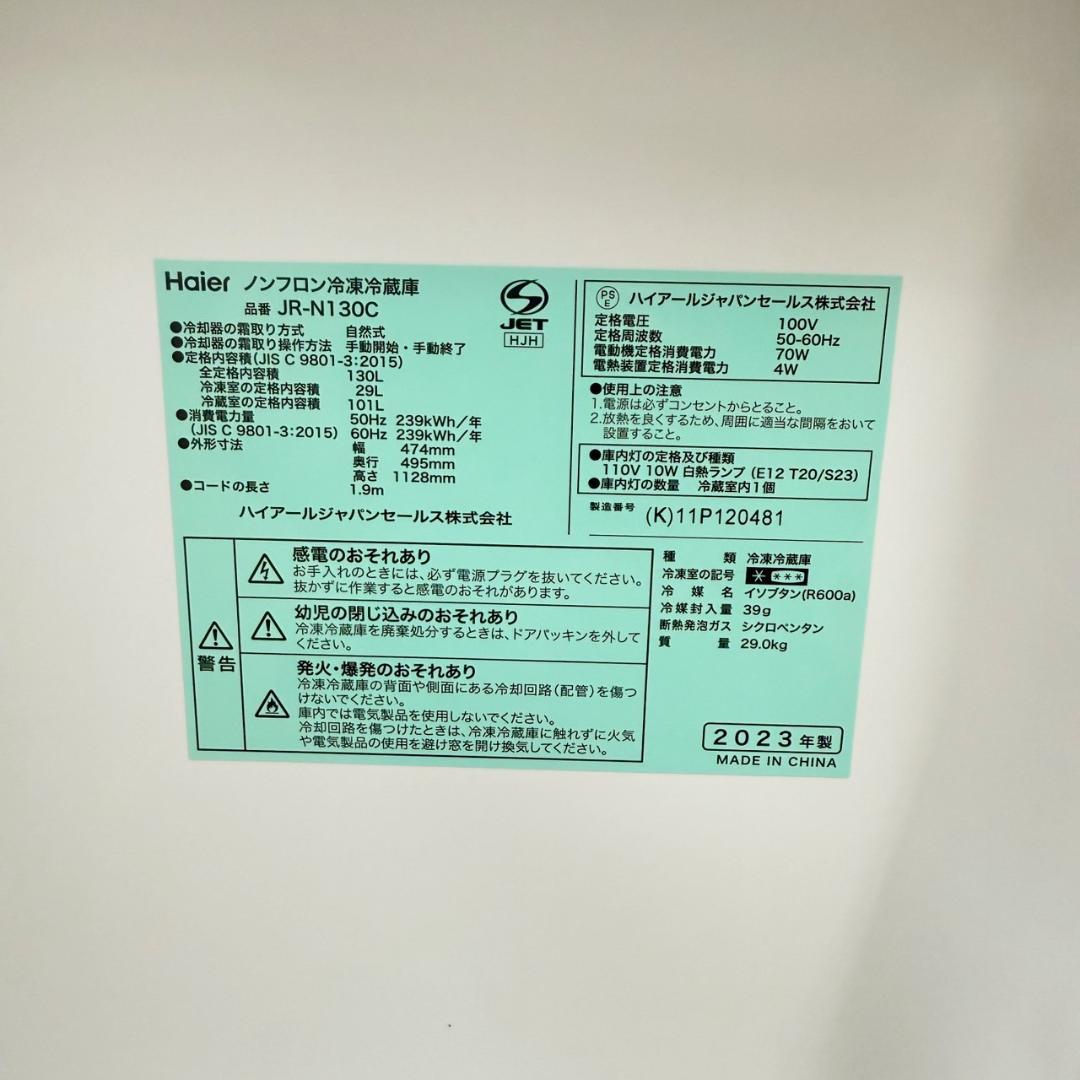 Haier ノンフロン冷凍冷蔵庫
品番 JR-N130C
●冷却器の霜取り方式 自然式
●冷却器の霜取り操作方法 手動開始・手動終了
●定格内容積(JIS C 9801-3:2015)
全定格内容積 130L
冷凍室の定格内容積 29L
冷蔵室の定格内容積 101L
●消費電力量 50Hz 239kWh/年
(JIS C 9801-3:2015) 60Hz 239kWh/年
●外形寸法 幅 474mm
奥行 495mm
高さ 1128mm
●コードの長さ 1.9m
ハイアールジャパンセールス株式会社
JET
HJH
PS E ハイアールジャパンセールス株式会社
定格電圧 100V
定格周波数 50-60Hz
電動機定格消費電力 70W
電熱装置定格消費電力 4W
●使用上の注意
1.電源は必ずコンセントからとること。
2.放熱を良くするため、周囲に適当な間隔をおいて
設置すること。
●庫内灯の定格及び種類
110V 10W 白熱ランプ (E12 T20/S23)
●庫内灯の数量 冷蔵室内1個
製造番号 (K)11P120481
警告
感電のおそれあり
お手入れのときには、必ず電源プラグを抜いてください。
抜かずに作業すると感電のおそれがあります。
幼児の閉じ込みのおそれあり
冷凍冷蔵庫を廃棄処分するときは、ドアパッキンを外して
ください。
発火・爆発のおそれあり
冷凍冷蔵庫の背面や側面にある冷却回路(配管)を傷つ
けないでください。
庫内では電気製品を使用しないでください。
冷却回路を傷つけたときは、冷凍冷蔵庫に触れずに火気
や電気製品の使用を避け窓を開け換気してください。
種類 冷凍冷蔵庫
冷凍室の記号 * ***
冷媒名 イソブタン(R600a)
冷媒封入量 39g
断熱発泡ガス シクロペンタン
質量 29.0kg
2023年製
MADE IN CHINA